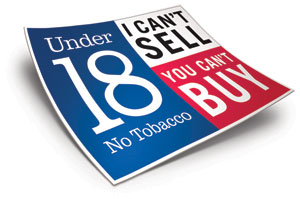 Under
18
No Tobacco
I CAN'T
SELL
YOU CAN'T
BUY